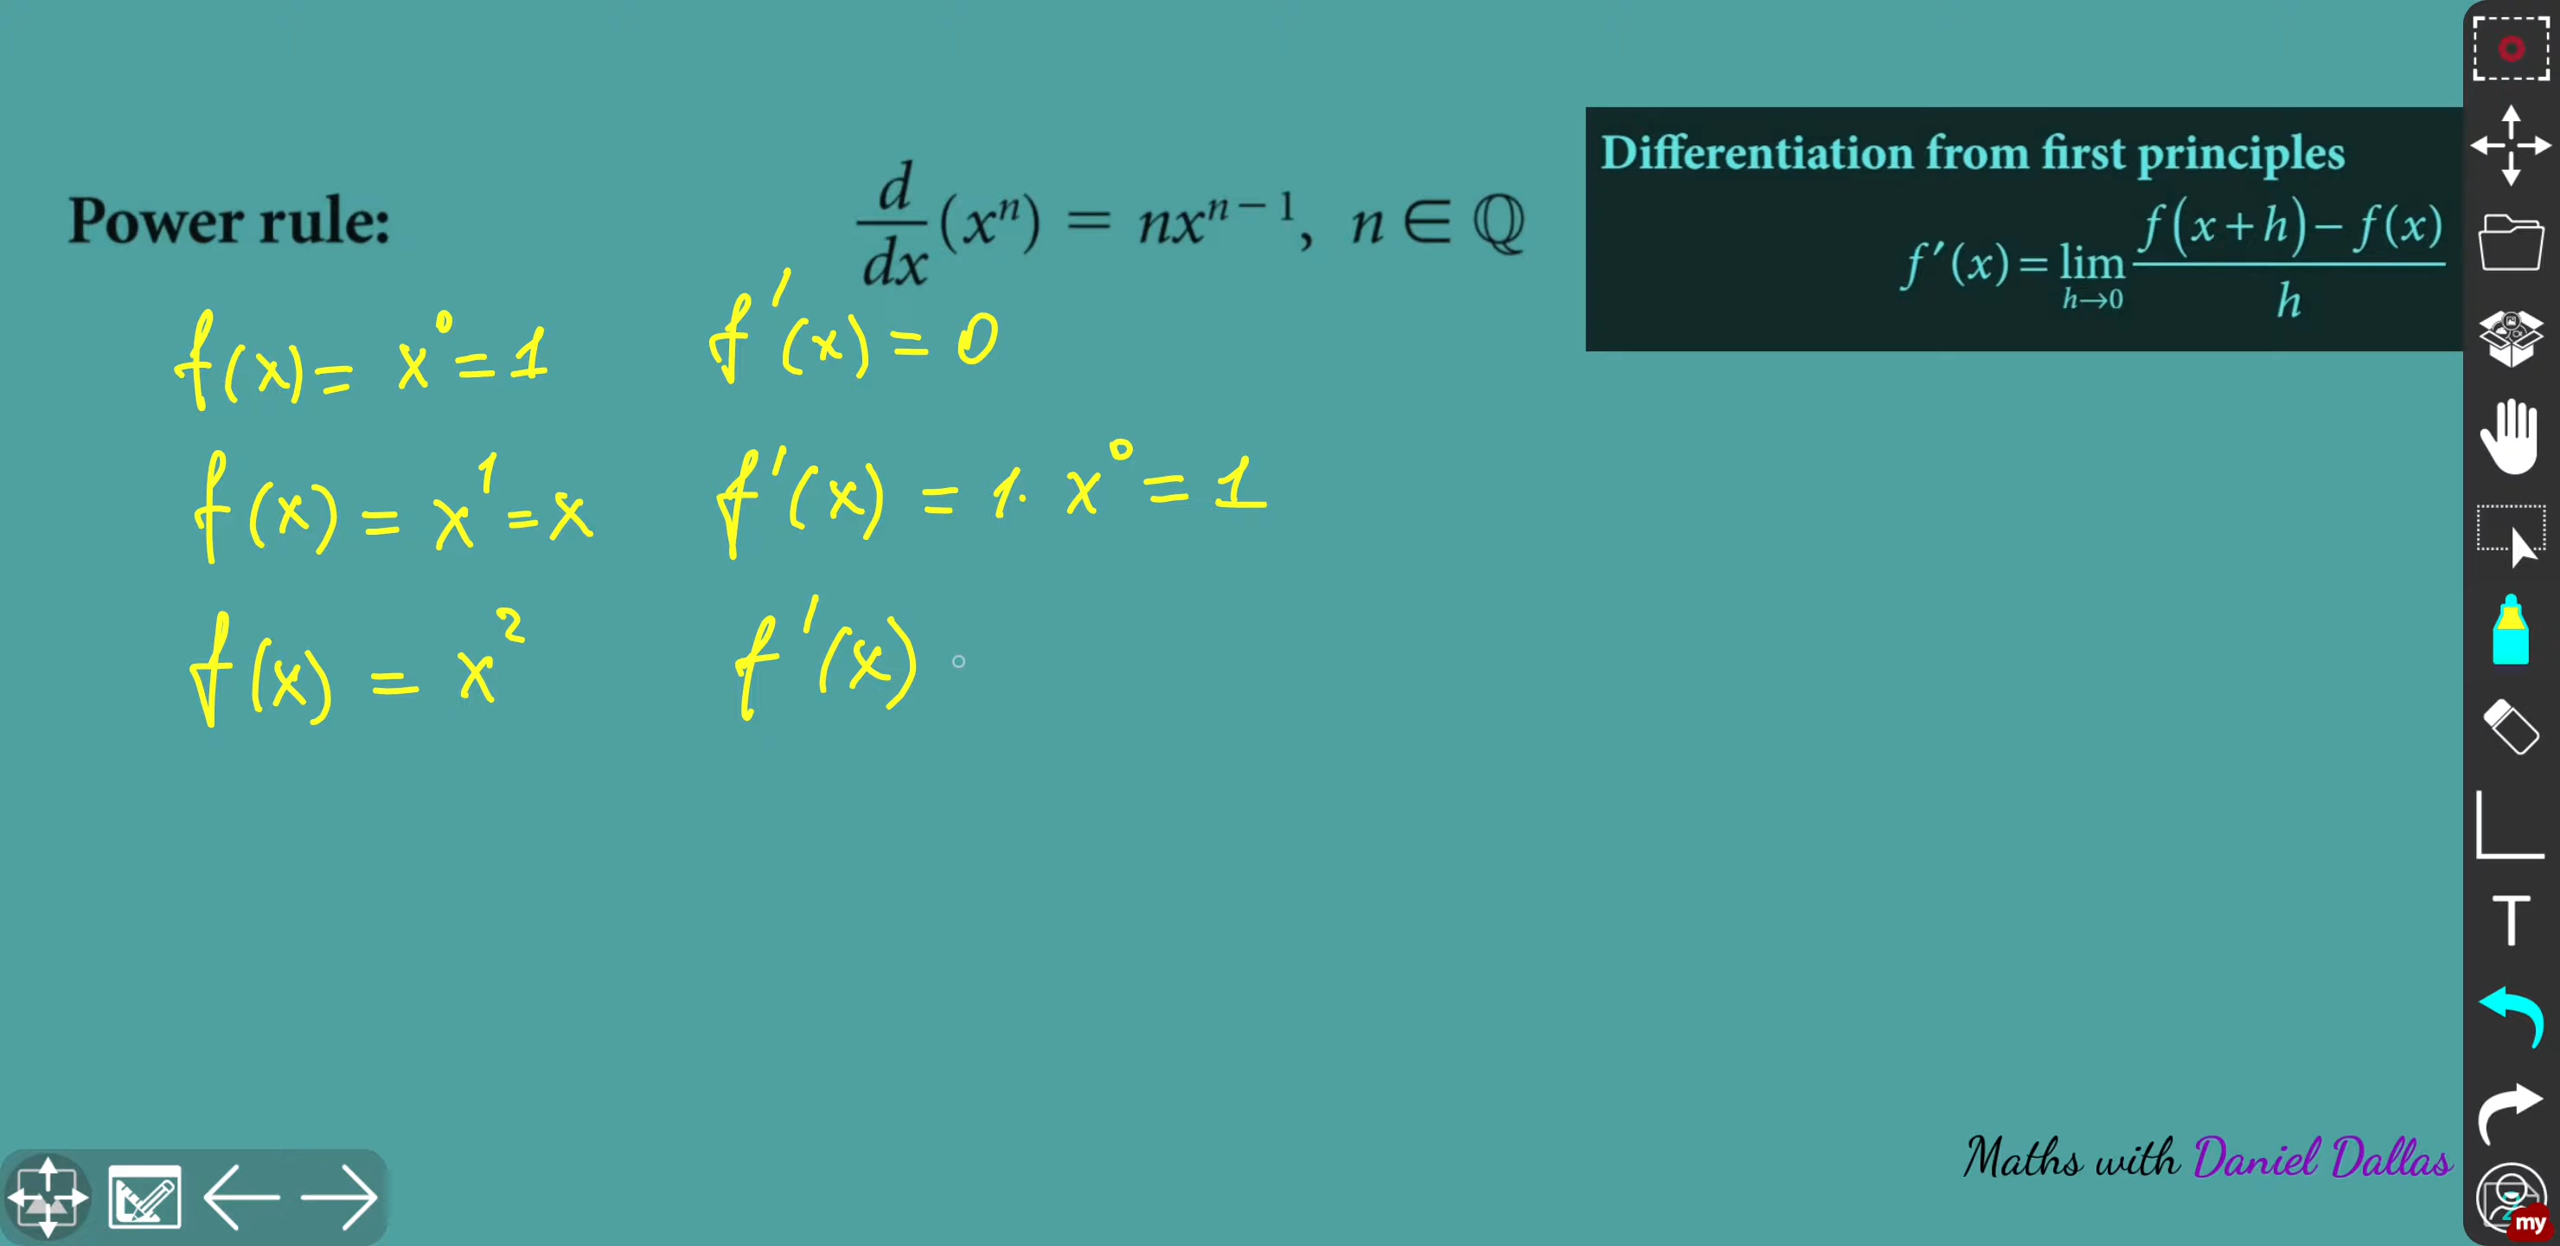 Differentiation from first principles
Power rule: d/dx (xⁿ) = nxⁿ⁻¹, n ∈ ℚ
f′(x) = lim h→0 f(x+h) – f(x) / h
f(x) = x⁰ = 1 f'(x) = 0
f(x) = x¹ = x f'(x) = 1. x⁰ = 1
f(x) = x² f'(x)
T
Maths with Daniel Dallas
my